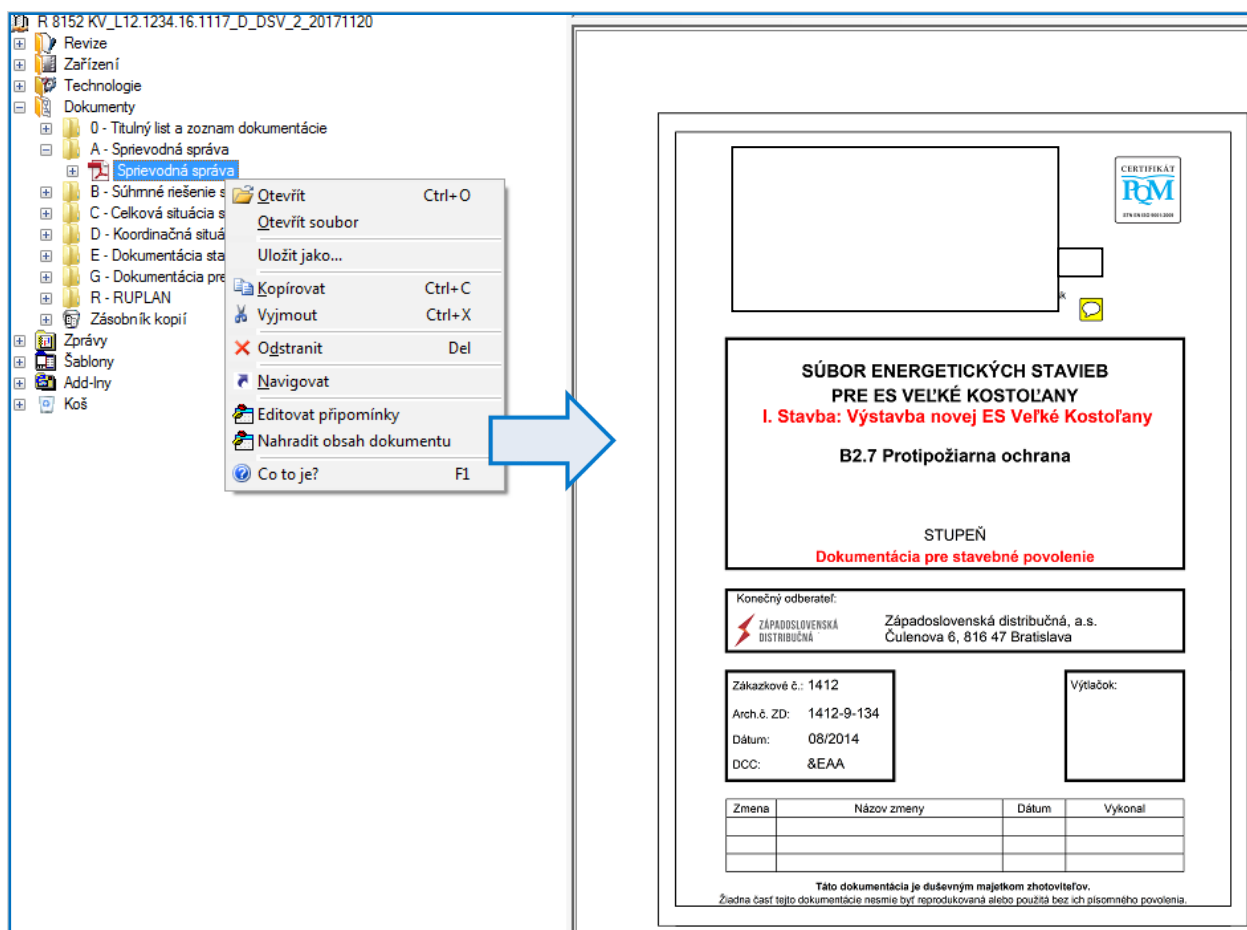 R 8152 KV_L12.1234.16.1117_D_DSV_2_20171120
Revize
Zařízení
Technologie
Dokumenty
0 - Titulný list a zoznam dokumentácie
A - Sprievodná správa
Sprievodná správa
B - Súhrnné riešenie s
C - Celková situácia s
D - Koordinačná situá
E - Dokumentácia sta
G - Dokumentácia pre
R - RUPLAN
Zásobník kopií
Zprávy
Šablony
Add-Iny
Koš
Otevřít Ctrl+O
Otevřít soubor
Uložit jako...
Kopírovat Ctrl+C
Vyjmout Ctrl+X
Odstranit Del
Navigovat
Editovat připomínky
Nahradit obsah dokumentu
Co to je? F1
CERTIFIKÁT
PQM
STN EN ISO 9001:2009
SÚBOR ENERGETICKÝCH STAVIEB
PRE ES VEĽKÉ KOSTOĽANY
I. Stavba: Výstavba novej ES Veľké Kostoľany
B2.7 Protipožiarna ochrana
STUPEŇ
Dokumentácia pre stavebné povolenie
Konečný odberateľ:
ZÁPADOSLOVENSKÁ
DISTRIBUČNÁ
Západoslovenská distribučná, a.s.
Čulenova 6, 816 47 Bratislava
Zákazkové č.: 1412
Arch.č. ZD: 1412-9-134
Dátum: 08/2014
DCC: &EAA
Výtlačok:
Zmena Názov zmeny Dátum Vykonal
Táto dokumentácia je duševným majetkom zhotoviteľov.
Žiadna časť tejto dokumentácie nesmie byť reprodukovaná alebo použitá bez ich písomného povolenia.